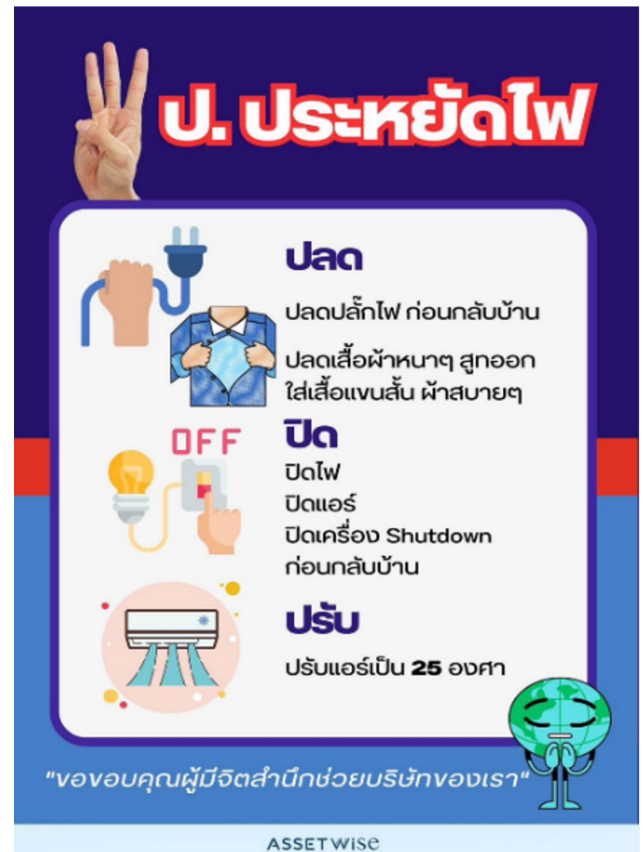 ป. ประหยัดไฟ
ปลด
ปลดปลั๊กไฟ ก่อนกลับบ้าน
ปลดเสื้อผ้าหนาๆ สูทออก
ใส่เสื้อแขนสั้น ผ้าสบายๆ
OFF
ปิด
ปิดไฟ
ปิดแอร์
ปิดเครื่อง Shutdown
ก่อนกลับบ้าน
ปรับ
ปรับแอร์เป็น 25 องศา
"ขอขอบคุณผู้มีจิตสำนึกช่วยบริษัทของเรา"
ASSETWISE